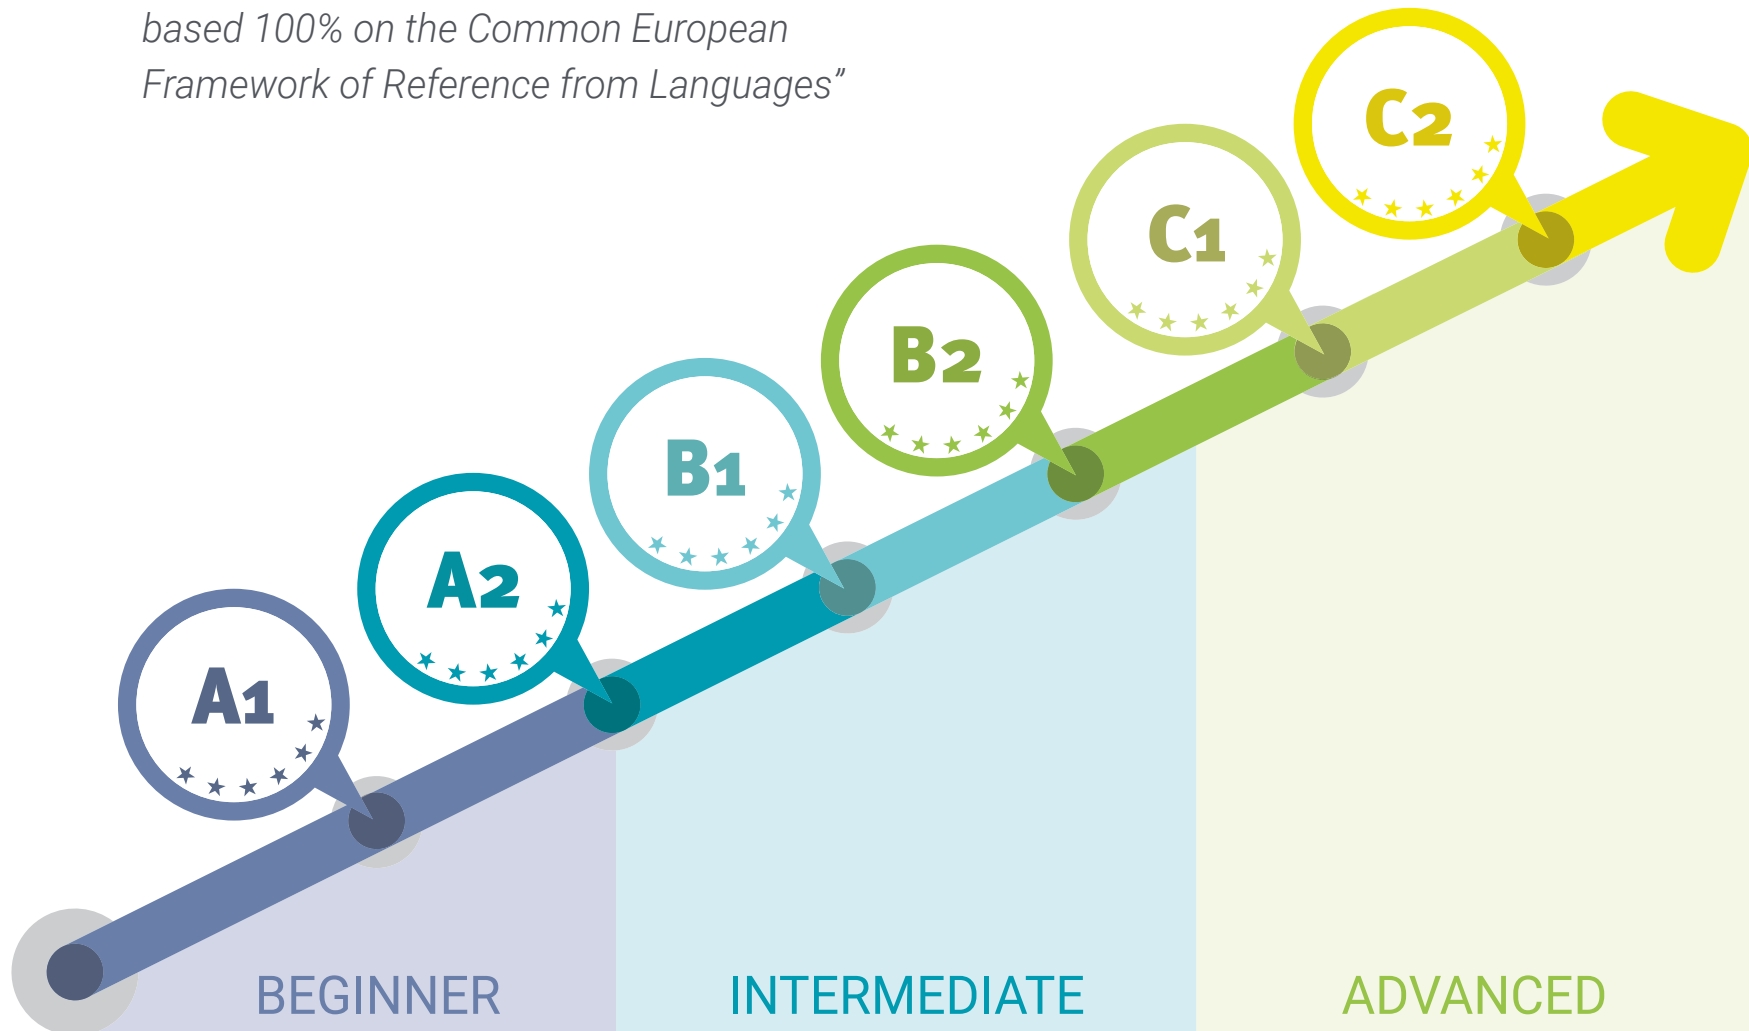 based 100% on the Common European
Framework of Reference from Languages”
C2
C1
B2
B1
A2
A1
BEGINNER
INTERMEDIATE
ADVANCED